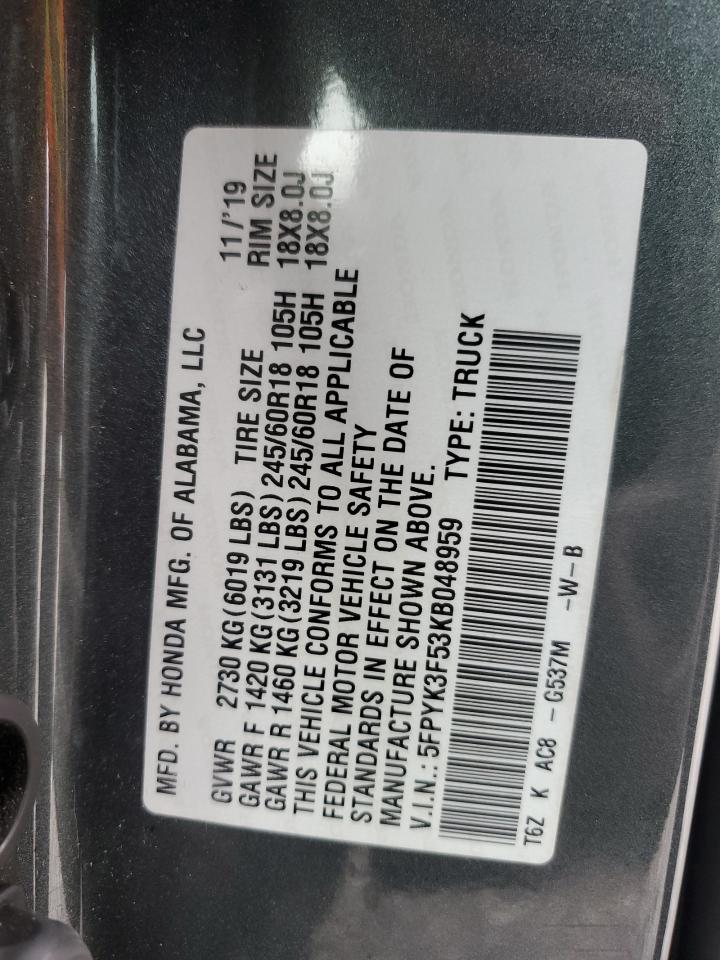 MFD. BY HONDA MFG. OF ALABAMA, LLC
11/'19
GVWR 2730 KG(6019 LBS) TIRE SIZE RIM SIZE
GAWR F 1420 KG(3131 LBS)245/60R18 105H 18X8.0J
GAWR R 1460 KG(3219 LBS)245/60R18 105H 18X8.0J
THIS VEHICLE CONFORMS TO ALL APPLICABLE
FEDERAL MOTOR VEHICLE SAFETY
STANDARDS IN EFFECT ON THE DATE OF
MANUFACTURE SHOWN ABOVE.
V.I.N.: 5FPYK3F53KB048959 TYPE: TRUCK
T6Z K AC8 - G537M -W-B